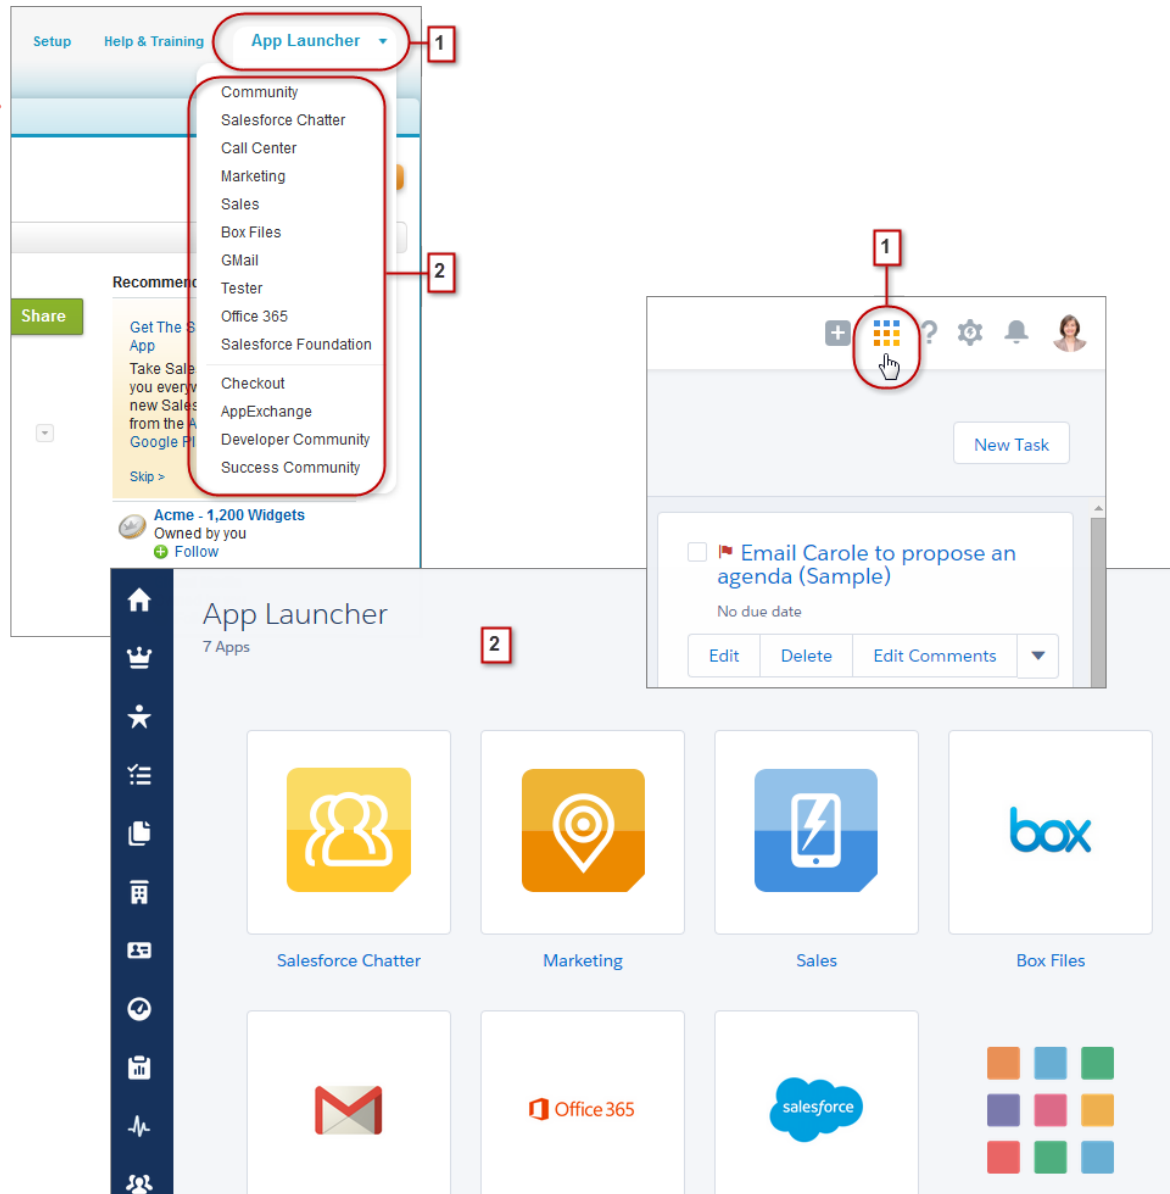 Setup
Help & Training
App Launcher
1
Community
Salesforce Chatter
Call Center
Marketing
Sales
Box Files
GMail
Tester
Office 365
Salesforce Foundation
Checkout
AppExchange
Developer Community
Success Community
2
Recommen
Share
Get The S
App
Take Sale
you everyw
new Sales
from the A
Google Pl
Skip >
Acme - 1,200 Widgets
Owned by you
Follow
1
?
New Task
Email Carole to propose an
agenda (Sample)
No due date
Edit
Delete
Edit Comments
App Launcher
7 Apps
2
box
Salesforce Chatter
Marketing
Sales
Box Files
Office 365
salesforce